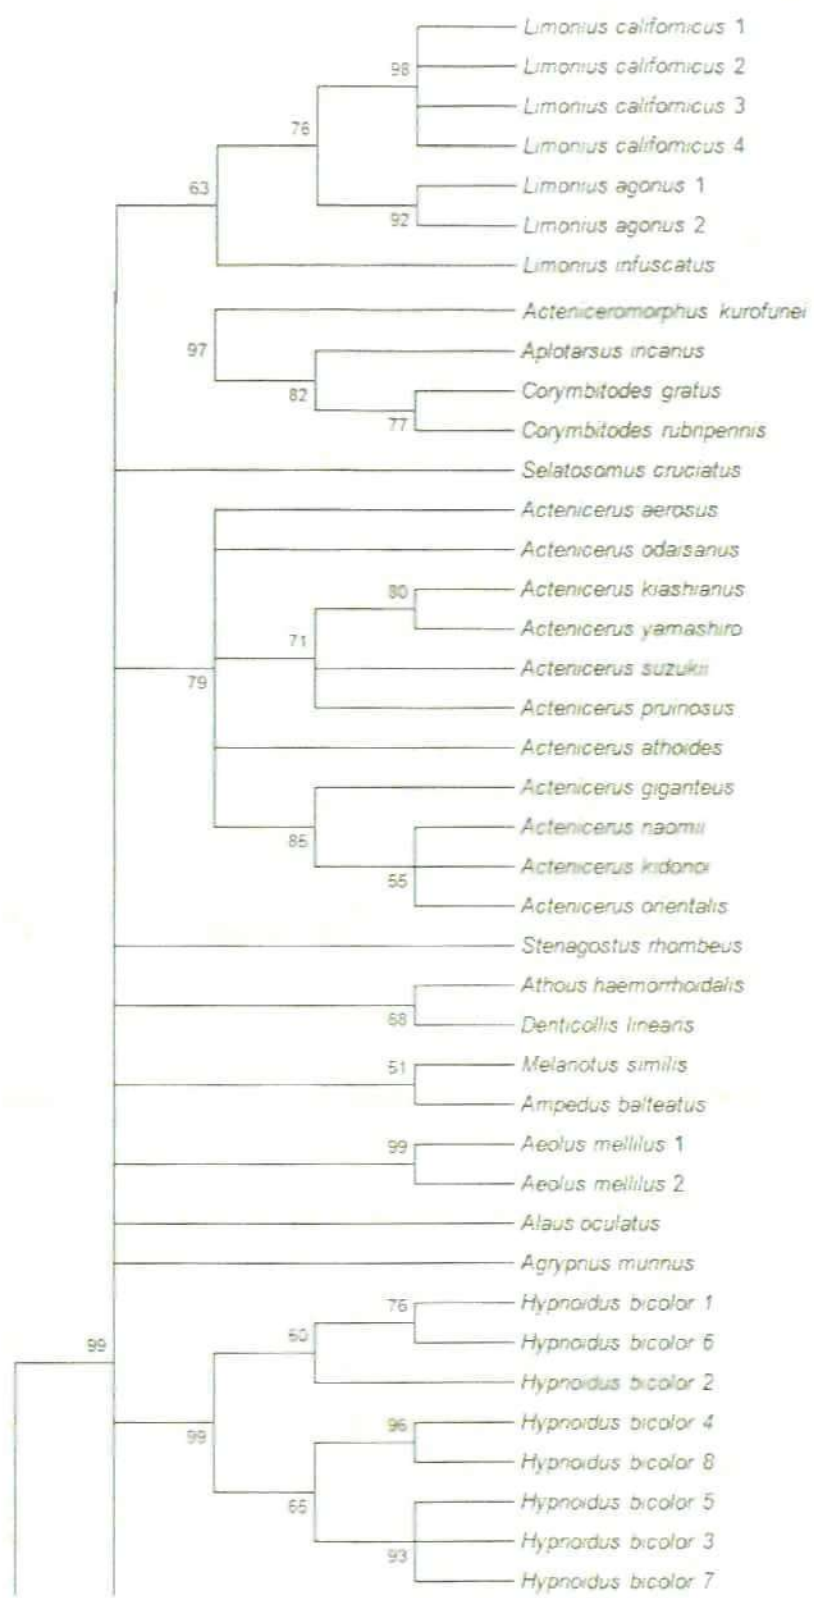 Limonius californicus 1
98
Limonius californicus 2
Limonius californicus 3
76
Limonius californicus 4
63
Limonius agonus 1
92
Limonius agonus 2
Limonius infuscatus
Acteniceromorphus kurofunei
97
Aplotarsus incanus
82
Corymbitodes gratus
77
Corymbitodes rubripennis
Selatosomus cruciatus
Actenicerus aerosus
Actenicerus odaisanus
80
Actenicerus kiashianus
Actenicerus yamashiro
71
Actenicerus suzukii
79
Actenicerus pruinosus
Actenicerus athoides
Actenicerus giganteus
Actenicerus naomii
85
Actenicerus kidonoi
55
Actenicerus orientalis
Stenagostus rhombeus
Athous haemorrhoidalis
68
Denticollis linearis
51
Melanotus similis
Ampedus balteatus
99
Aeolus mellilus 1
Aeolus mellilus 2
Alaus oculatus
Agrypnus murinus
76
Hypnoidus bicolor 1
60
Hypnoidus bicolor 6
99
Hypnoidus bicolor 2
96
Hypnoidus bicolor 4
99
Hypnoidus bicolor 8
65
Hypnoidus bicolor 5
Hypnoidus bicolor 3
93
Hypnoidus bicolor 7